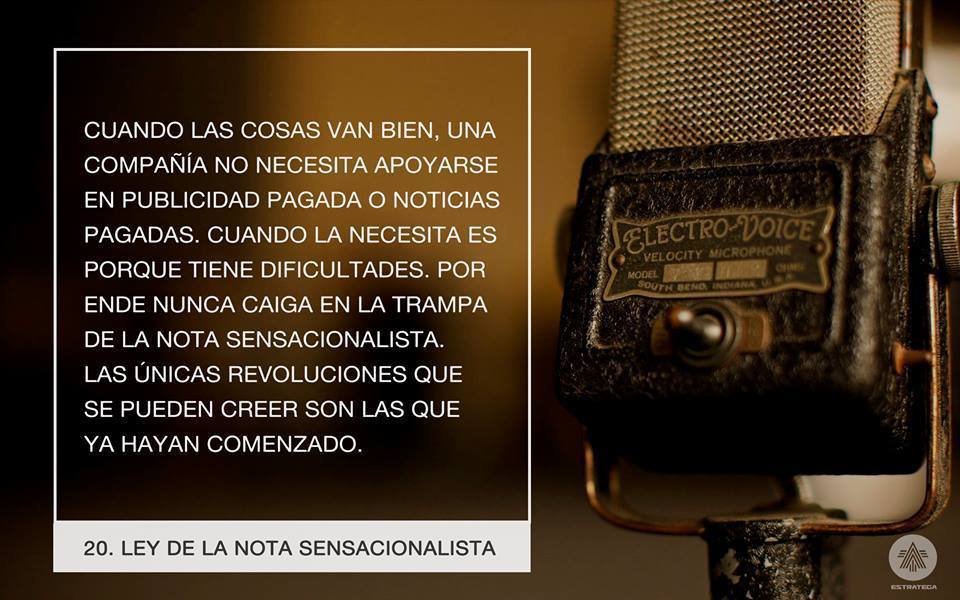 CUANDO LAS COSAS VAN BIEN, UNA
COMPAÑÍA NO NECESITA APOYARSE
EN PUBLICIDAD PAGADA O NOTICIAS
PAGADAS. CUANDO LA NECESITA ES
PORQUE TIENE DIFICULTADES. POR
ENDE NUNCA CAIGA EN LA TRAMPA
DE LA NOTA SENSACIONALISTA.
LAS ÚNICAS REVOLUCIONES QUE
SE PUEDEN CREER SON LAS QUE
YA HAYAN COMENZADO.
20. LEY DE LA NOTA SENSACIONALISTA
ELECTRO-VOICE
VELOCITY MICROPHONE
MODEL OHMS
SOUTH BEND, INDIANA, U.S.A.
ESTRATEGA